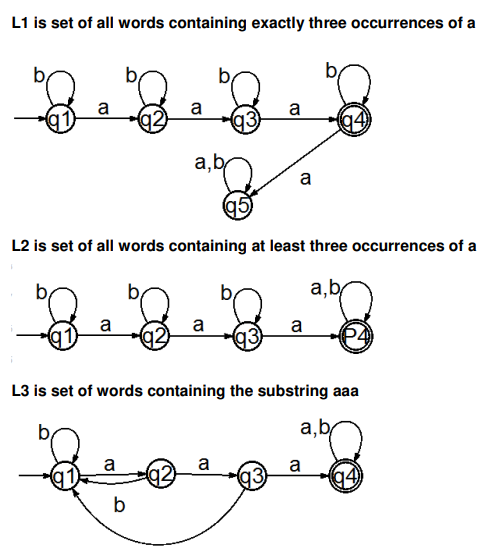 L1 is set of all words containing exactly three occurrences of a
b b b b
a a a
q1 q2 q3 q4
a,b
a
q5
L2 is set of all words containing at least three occurrences of a
b b b a,b
a a a
q1 q2 q3 P4
L3 is set of words containing the substring aaa
b a,b
a a a
q1 q2 q3 q4
b